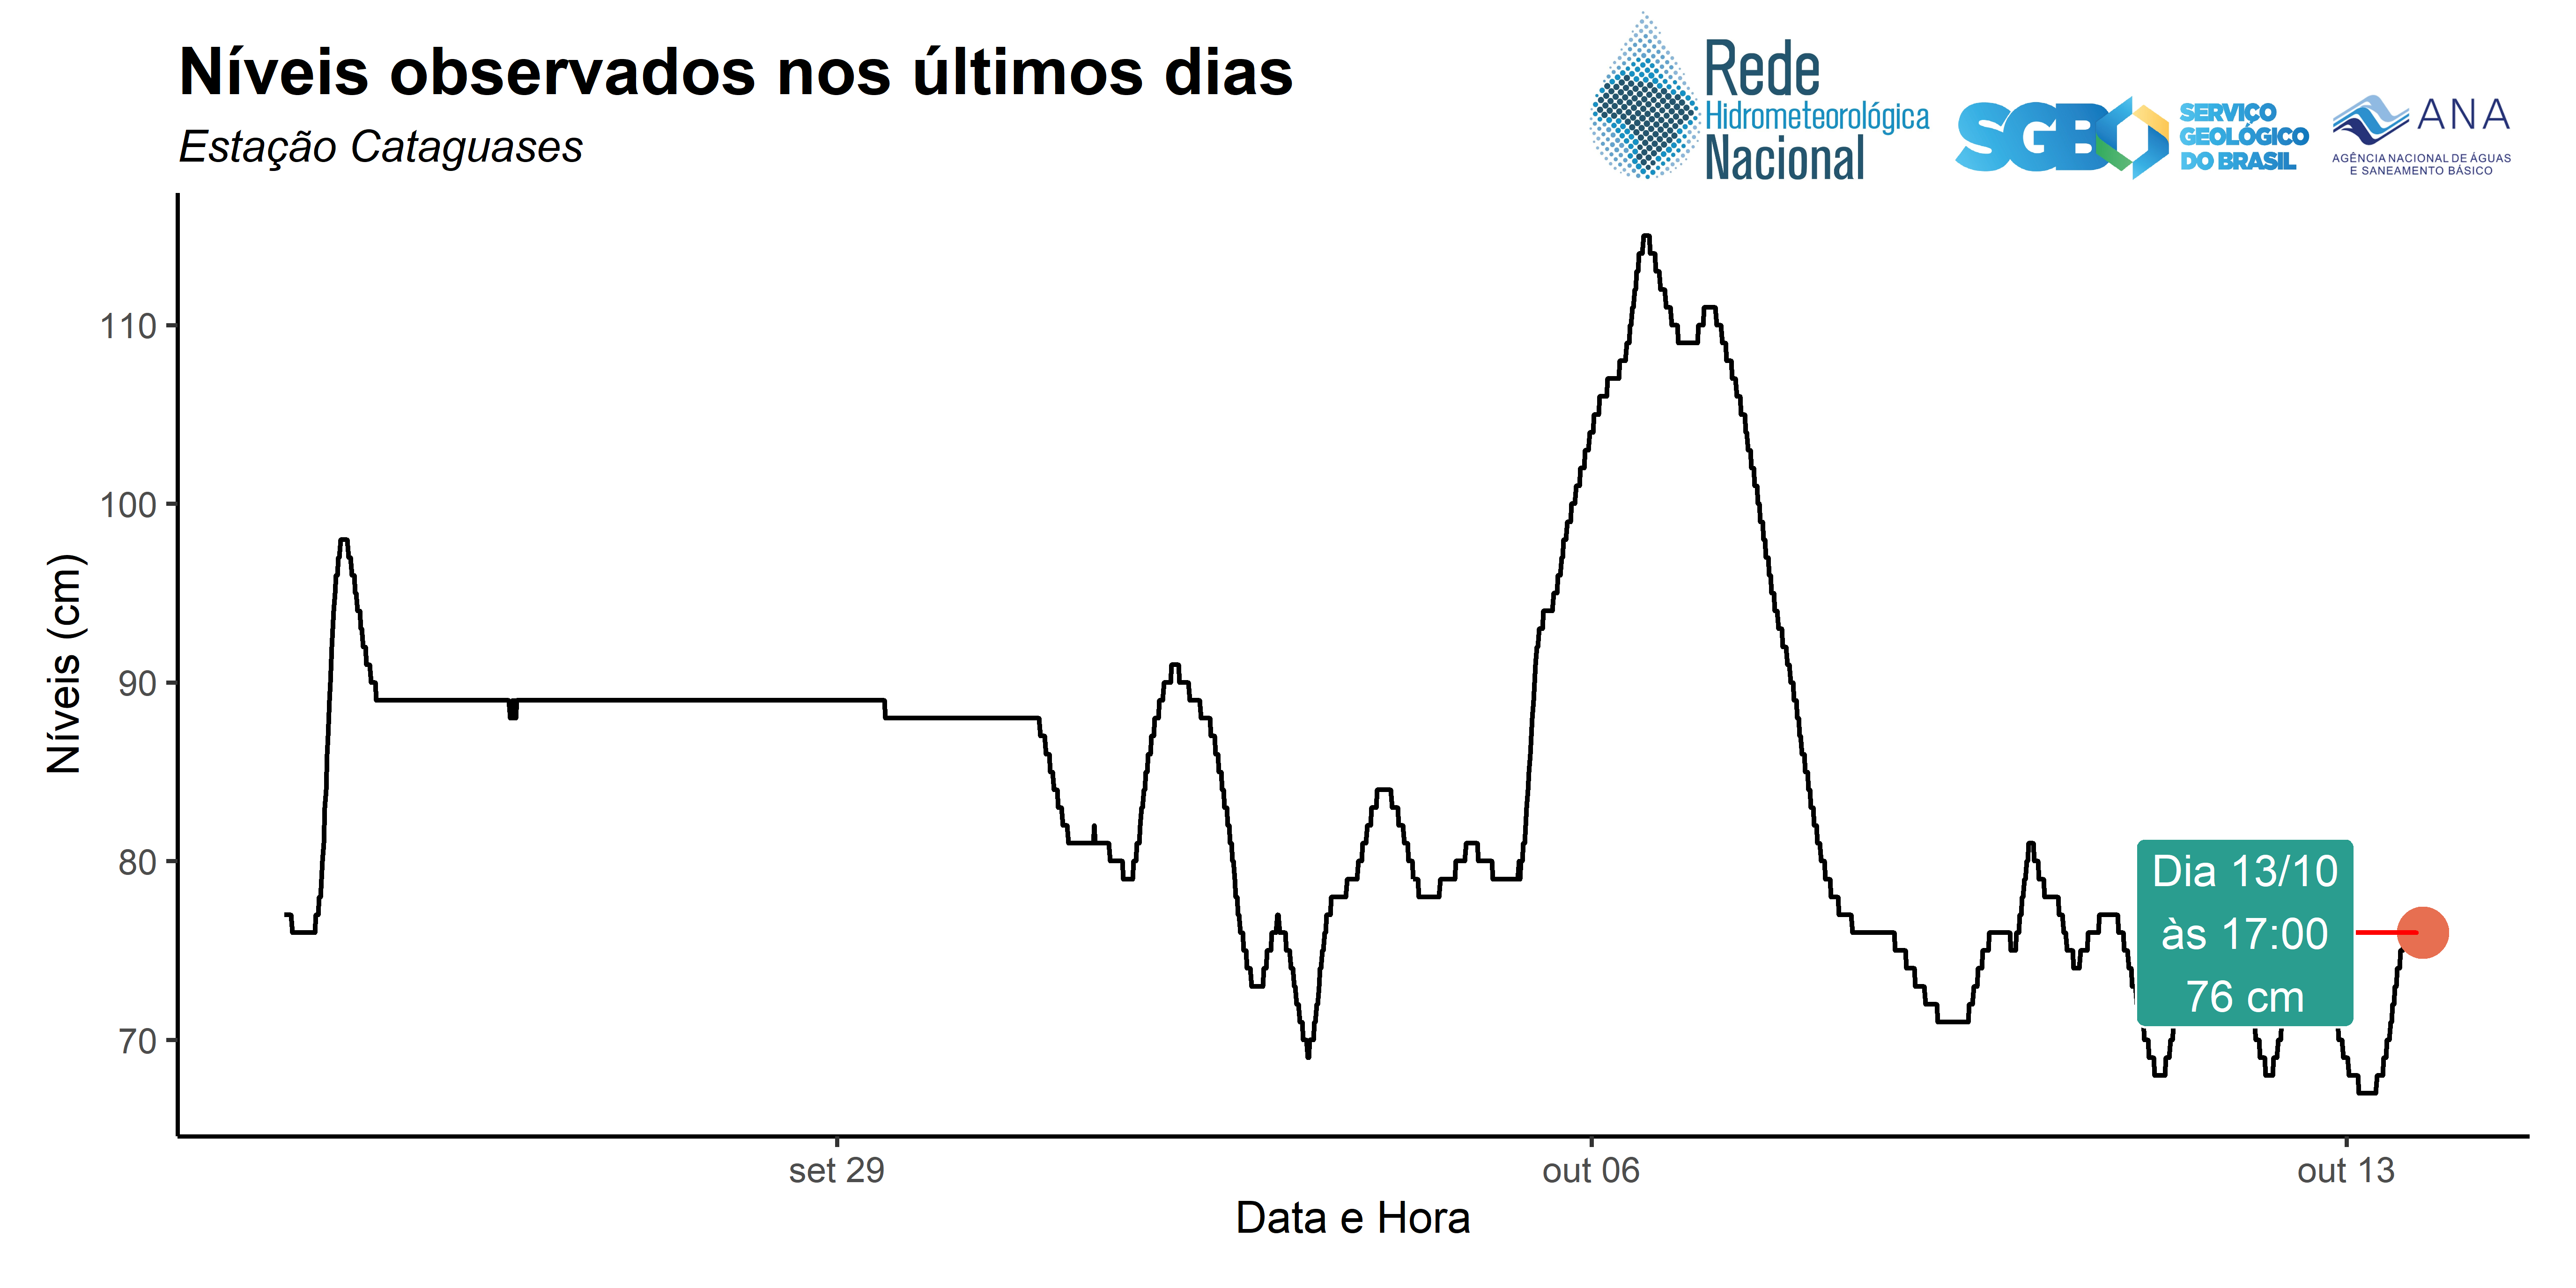 Níveis observados nos últimos dias
Estação Cataguases
Rede
Hidrometeorológica
Nacional
SGB
SERVIÇO
GEOLÓGICO
DO BRASIL
ANA
AGÊNCIA NACIONAL DE ÁGUAS
E SANEAMENTO BÁSICO
Níveis (cm)
110
100
90
80
70
Dia 13/10
às 17:00
76 cm
set 29
out 06
out 13
Data e Hora